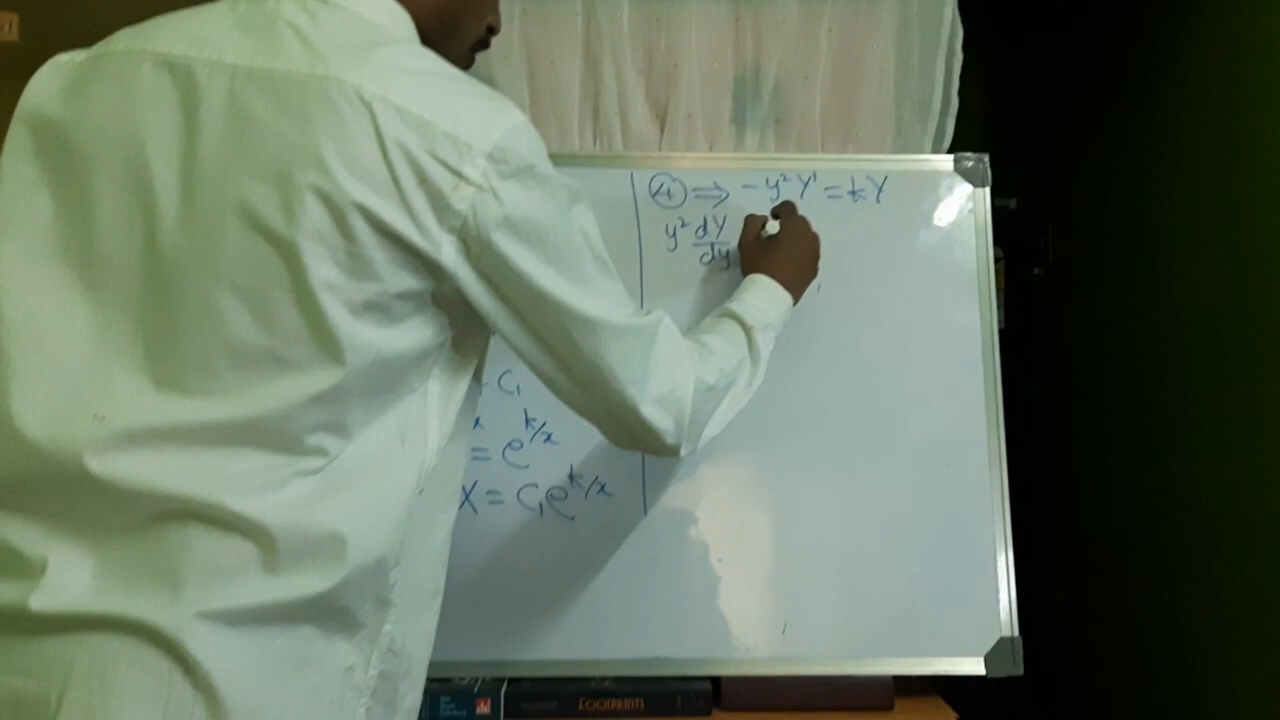 C₁
= e^{k/x}
X = C₁e^{k/x}
④ ⇒ -y²Y' = kY
y² dY/dy
FOOTPRINTS